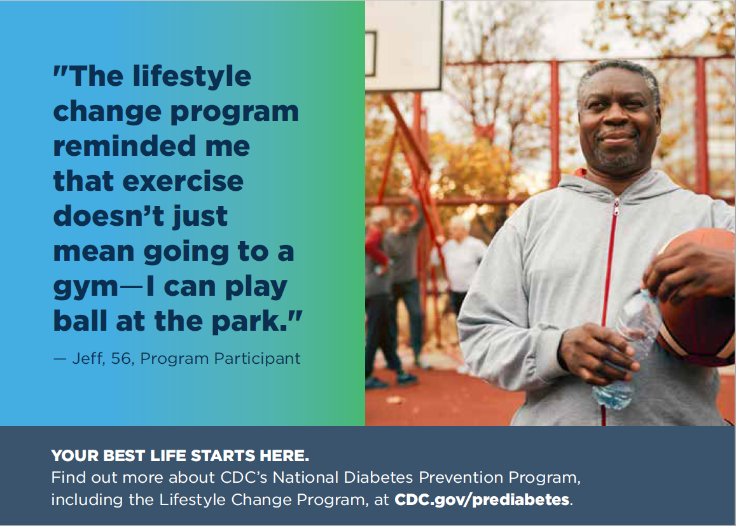 "The lifestyle
change program
reminded me
that exercise
doesn’t just
mean going to a
gym—I can play
ball at the park."
— Jeff, 56, Program Participant
YOUR BEST LIFE STARTS HERE.
Find out more about CDC’s National Diabetes Prevention Program,
including the Lifestyle Change Program, at CDC.gov/prediabetes.